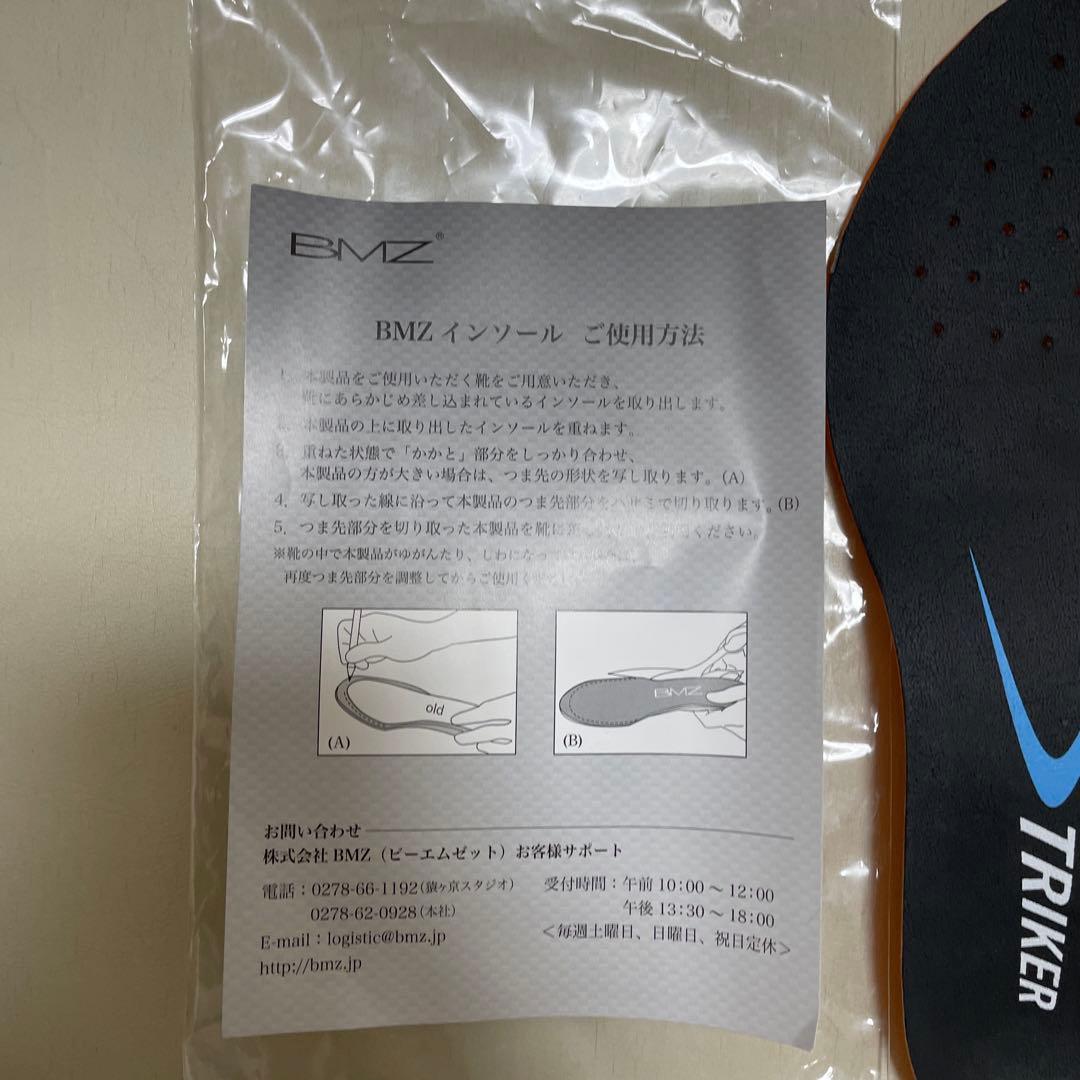 BMZ®
BMZ インソール ご使用方法
本製品をご使用いただく靴をご用意いただき、
靴にあらかじめ差し込まれているインソールを取り出します。
本製品の上に取り出したインソールを重ねます。
3. 重ねた状態で「かかと」部分をしっかり合わせ、
本製品の方が大きい場合は、つま先の形状を写し取ります。(A)
4. 写し取った線に沿って本製品のつま先部分をハサミで切り取ります。(B)
5. つま先部分を切り取った本製品を靴に ください。
※靴の中で本製品がゆがんたり、しわになっ
再度つま先部分を調整してからご使用く
old
(A)
BMZ
(B)
お問い合わせ
株式会社 BMZ（ビーエムゼット）お客様サポート
電話：0278-66-1192（猿ヶ京スタジオ）
0278-62-0928（本社）
E-mail：logistic@bmz.jp
http://bmz.jp
受付時間：午前 10:00 ～ 12:00
午後 13:30 ～ 18:00
＜毎週土曜日、日曜日、祝日定休＞
TRIKER